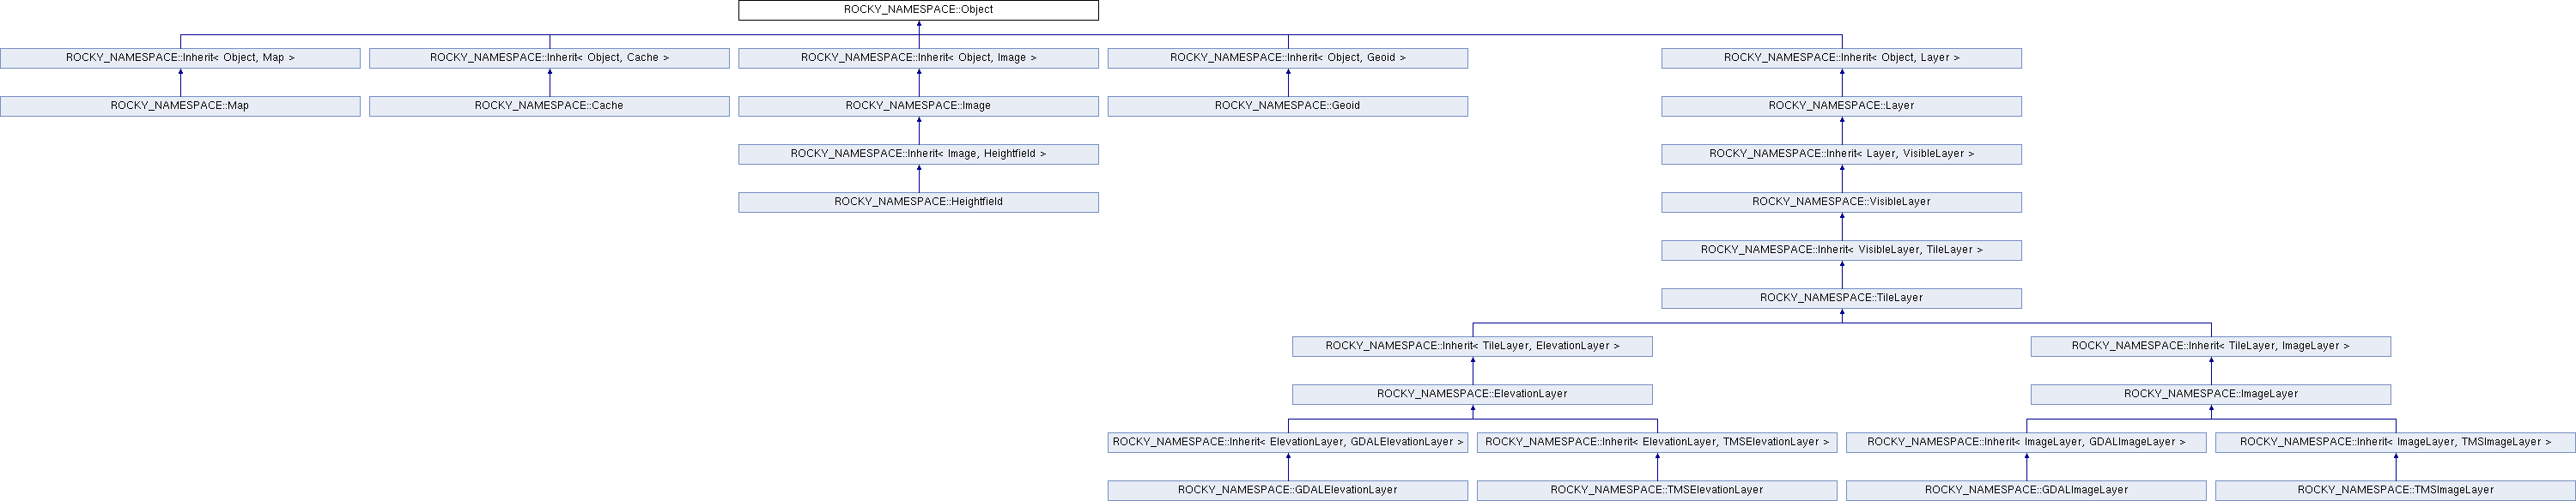 ROCKY_NAMESPACE::Object
ROCKY_NAMESPACE::Inherit< Object, Map >
ROCKY_NAMESPACE::Inherit< Object, Cache >
ROCKY_NAMESPACE::Inherit< Object, Image >
ROCKY_NAMESPACE::Inherit< Object, Geoid >
ROCKY_NAMESPACE::Inherit< Object, Layer >
ROCKY_NAMESPACE::Map
ROCKY_NAMESPACE::Cache
ROCKY_NAMESPACE::Image
ROCKY_NAMESPACE::Geoid
ROCKY_NAMESPACE::Layer
ROCKY_NAMESPACE::Inherit< Image, Heightfield >
ROCKY_NAMESPACE::Inherit< Layer, VisibleLayer >
ROCKY_NAMESPACE::Heightfield
ROCKY_NAMESPACE::VisibleLayer
ROCKY_NAMESPACE::Inherit< VisibleLayer, TileLayer >
ROCKY_NAMESPACE::TileLayer
ROCKY_NAMESPACE::Inherit< TileLayer, ElevationLayer >
ROCKY_NAMESPACE::Inherit< TileLayer, ImageLayer >
ROCKY_NAMESPACE::ElevationLayer
ROCKY_NAMESPACE::ImageLayer
ROCKY_NAMESPACE::Inherit< ElevationLayer, GDALElevationLayer >
ROCKY_NAMESPACE::Inherit< ElevationLayer, TMSElevationLayer >
ROCKY_NAMESPACE::Inherit< ImageLayer, GDALImageLayer >
ROCKY_NAMESPACE::Inherit< ImageLayer, TMSImageLayer >
ROCKY_NAMESPACE::GDALElevationLayer
ROCKY_NAMESPACE::TMSElevationLayer
ROCKY_NAMESPACE::GDALImageLayer
ROCKY_NAMESPACE::TMSImageLayer